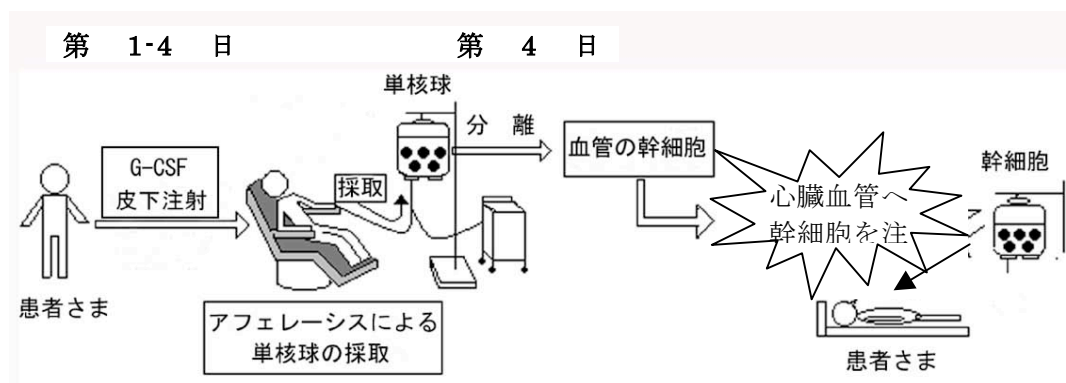 第 1-4 日
第 4 日
単核球
分 離
血管の幹細胞
幹細胞
G-CSF
皮下注射
採取
心臓血管へ
幹細胞を注
患者さま
アフェレーシスによる
単核球の採取
患者さま